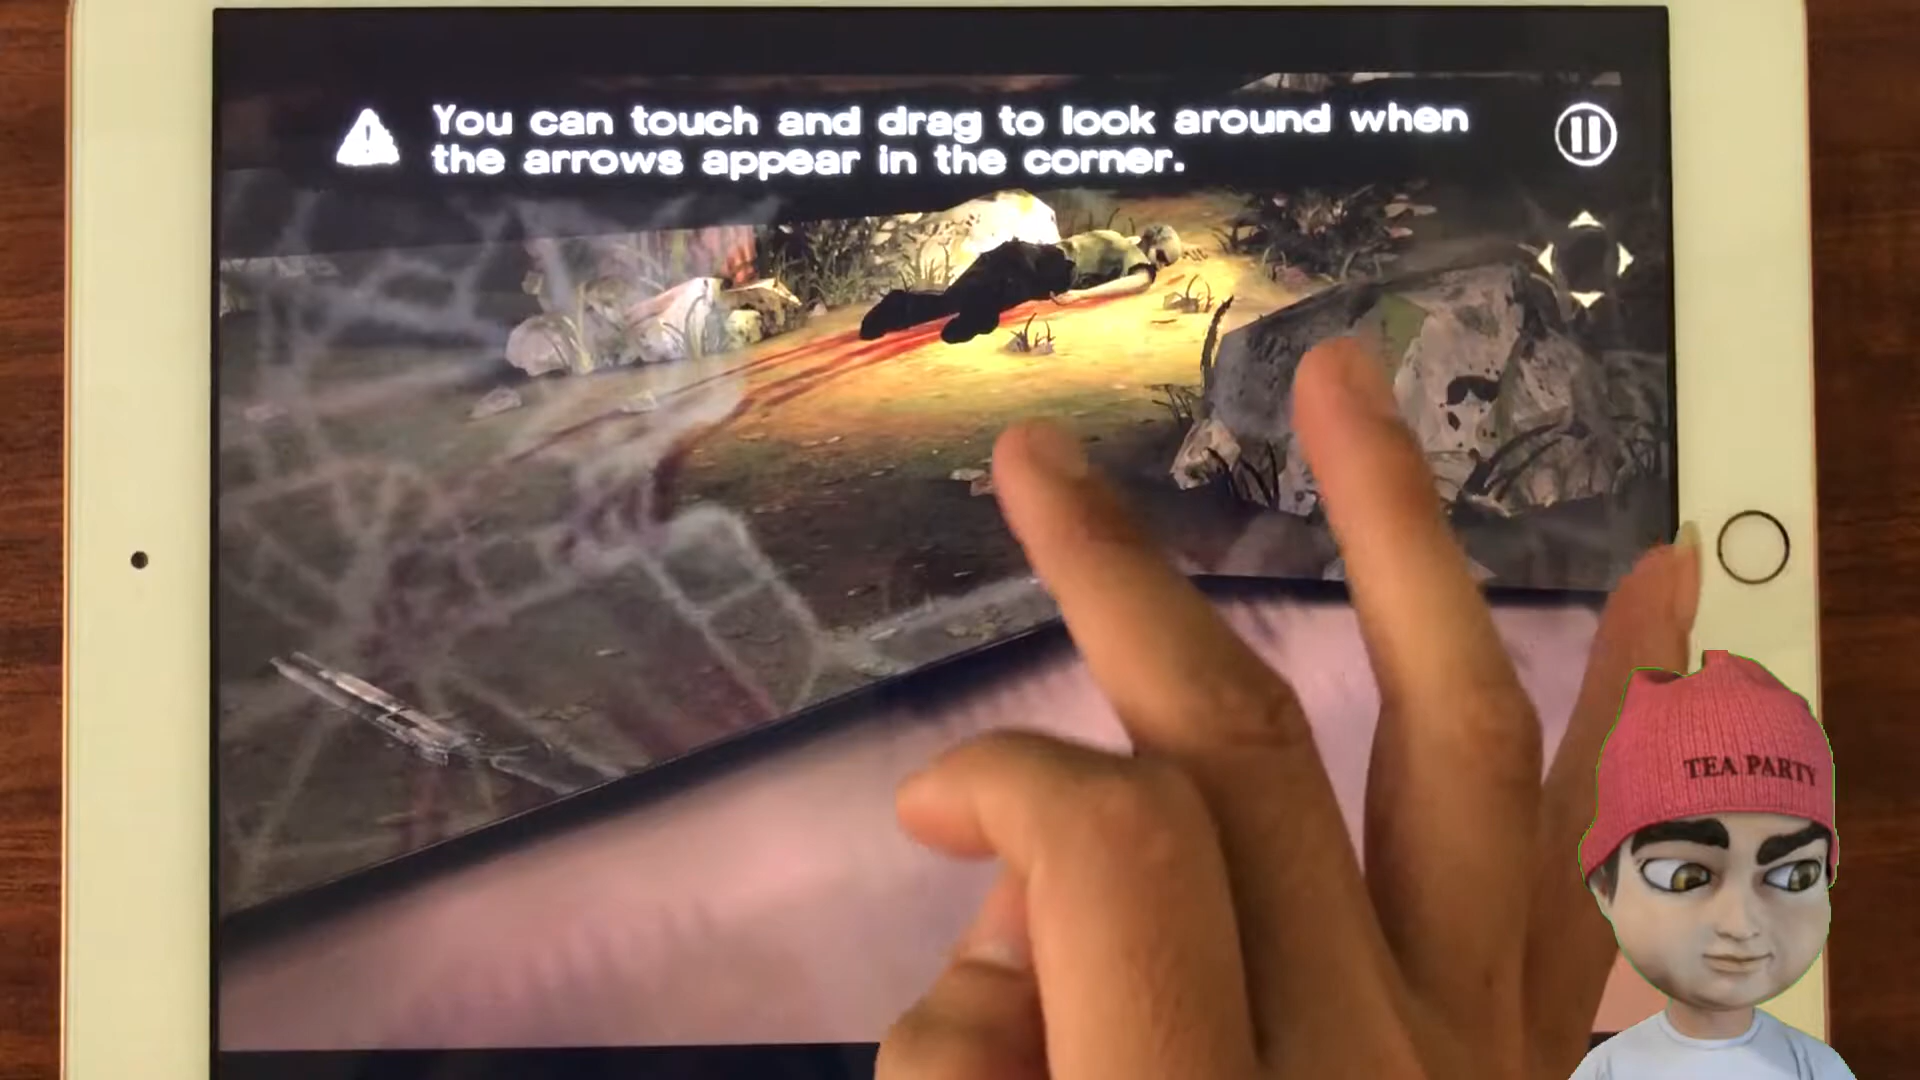 You can touch and drag to look around when
the arrows appear in the corner.
TEA PARTY